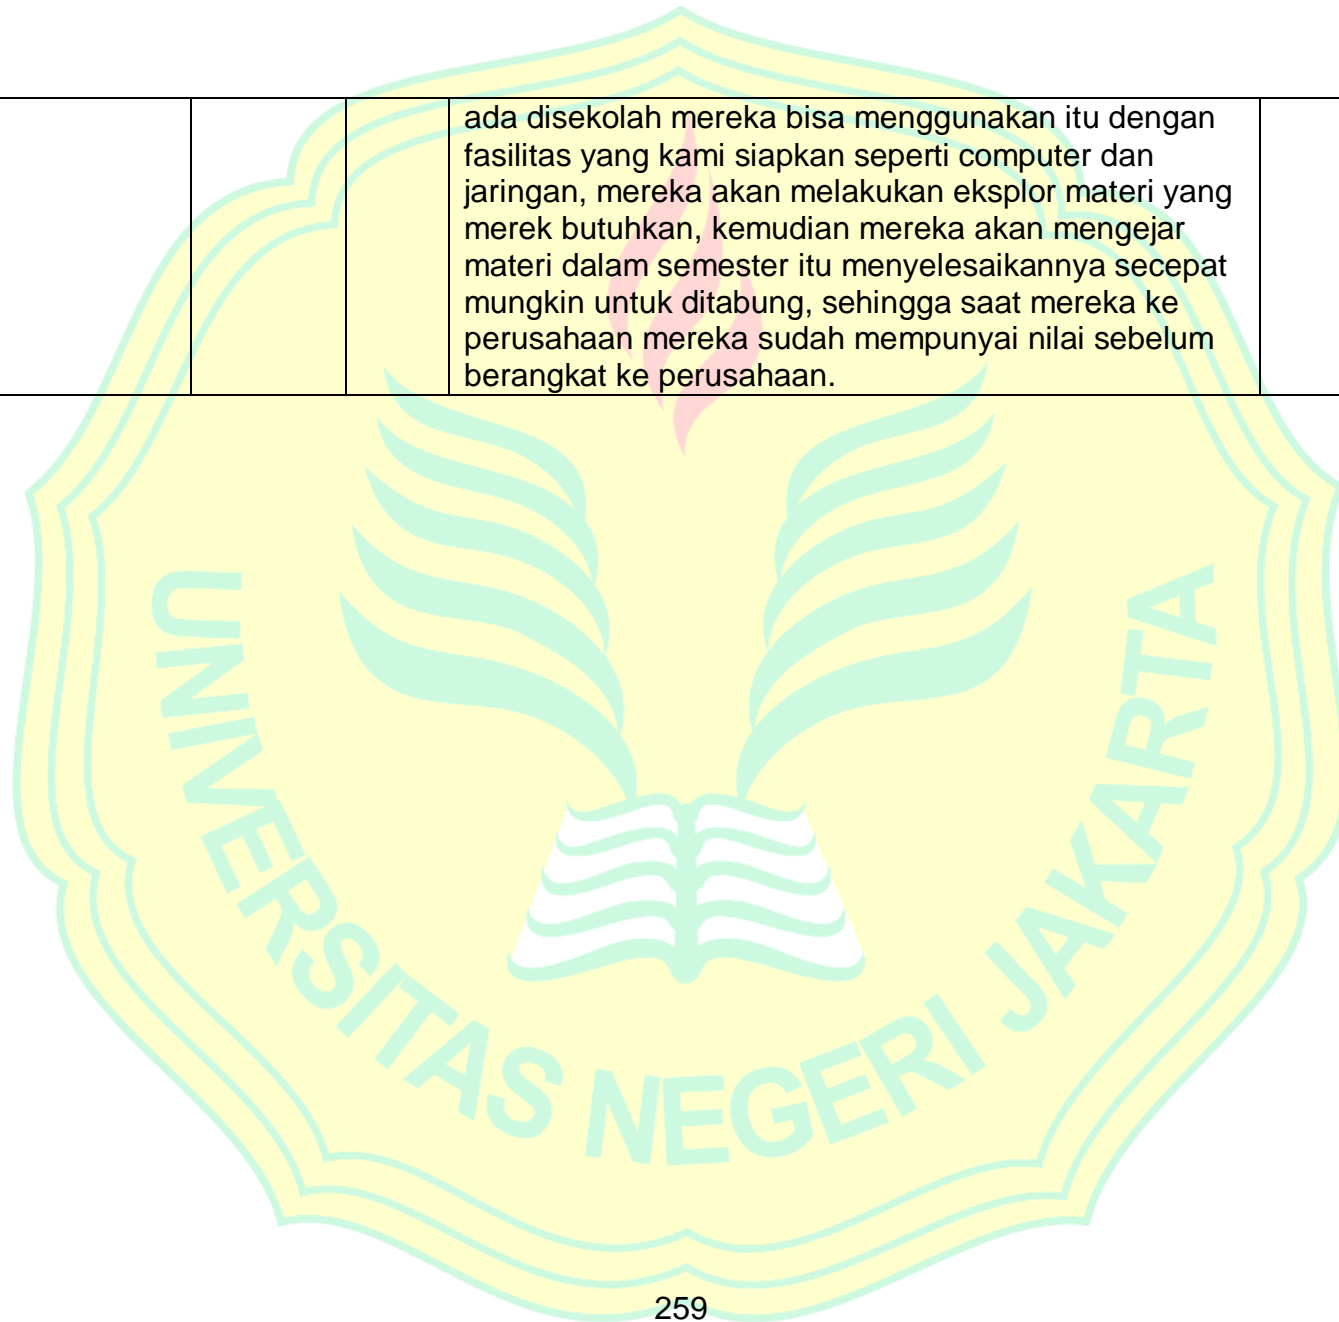 ada disekolah mereka bisa menggunakan itu dengan
fasilitas yang kami siapkan seperti computer dan
jaringan, mereka akan melakukan eksplor materi yang
merek butuhkan, kemudian mereka akan mengejar
materi dalam semester itu menyelesaikannya secepat
mungkin untuk ditabung, sehingga saat mereka ke
perusahaan mereka sudah mempunyai nilai sebelum
berangkat ke perusahaan.
UNIVERSITAS NEGERI JAKARTA
259